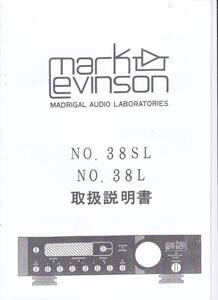 mark levinson
MADRIGAL AUDIO LABORATORIES
NO. 38SL
NO. 38L
取扱説明書